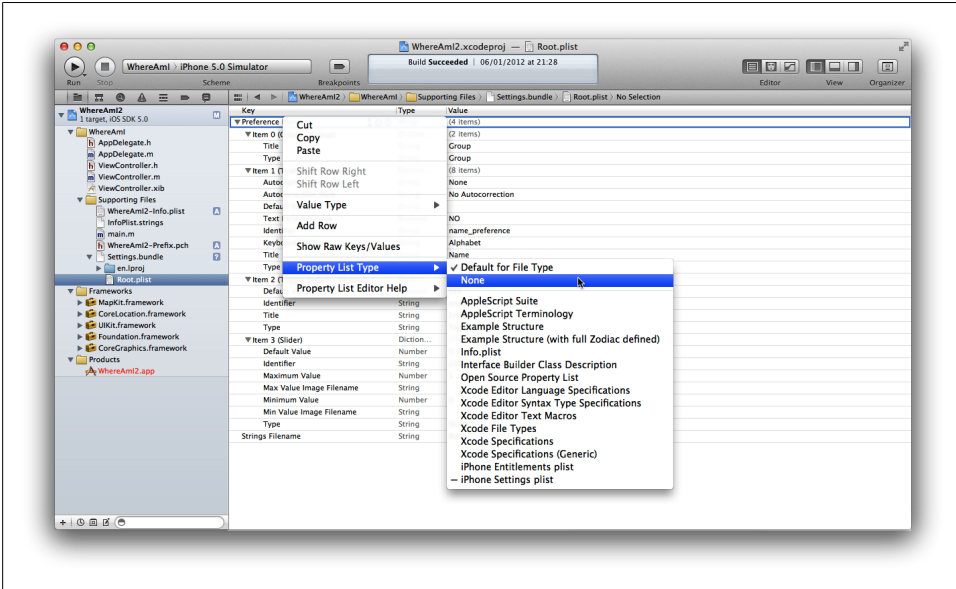 WhereAmI2.xcodeproj — Root.plist
WhereAmI › iPhone 5.0 Simulator
Build Succeeded | 06/01/2012 at 21:28
Run Stop Scheme Breakpoints Editor View Organizer
WhereAmI2 › WhereAmI › Supporting Files › Settings.bundle › Root.plist › No Selection
WhereAmI2
1 target, iOS SDK 5.0
M
WhereAmI
AppDelegate.h
AppDelegate.m
ViewController.h
ViewController.m
ViewController.xib
Supporting Files
WhereAmI2-Info.plist A
InfoPlist.strings
main.m
WhereAmI2-Prefix.pch A
Settings.bundle ?
en.lproj
Root.plist
Frameworks
MapKit.framework
CoreLocation.framework
UIKit.framework
Foundation.framework
CoreGraphics.framework
Products
WhereAmI2.app
Key Type Value
Preference (4 items)
Item 0 (2 items)
Title Group
Type Group
Item 1 (8 items)
None
No Autocorrection
Text NO
name_preference
Alphabet
Title Name
Type
Item 2
Identifier String
Title String
Type String
Item 3 (Slider) Diction...
Default Value Number
Identifier String
Maximum Value Number
Max Value Image Filename String
Minimum Value Number
Min Value Image Filename String
Type String
Strings Filename String
Cut
Copy
Paste
Shift Row Right
Shift Row Left
Value Type
Add Row
Show Raw Keys/Values
Property List Type
Property List Editor Help
✓ Default for File Type
None
AppleScript Suite
AppleScript Terminology
Example Structure
Example Structure (with full Zodiac defined)
Info.plist
Interface Builder Class Description
Open Source Property List
Xcode Editor Language Specifications
Xcode Editor Syntax Type Specifications
Xcode Editor Text Macros
Xcode File Types
Xcode Specifications
Xcode Specifications (Generic)
iPhone Entitlements plist
— iPhone Settings plist